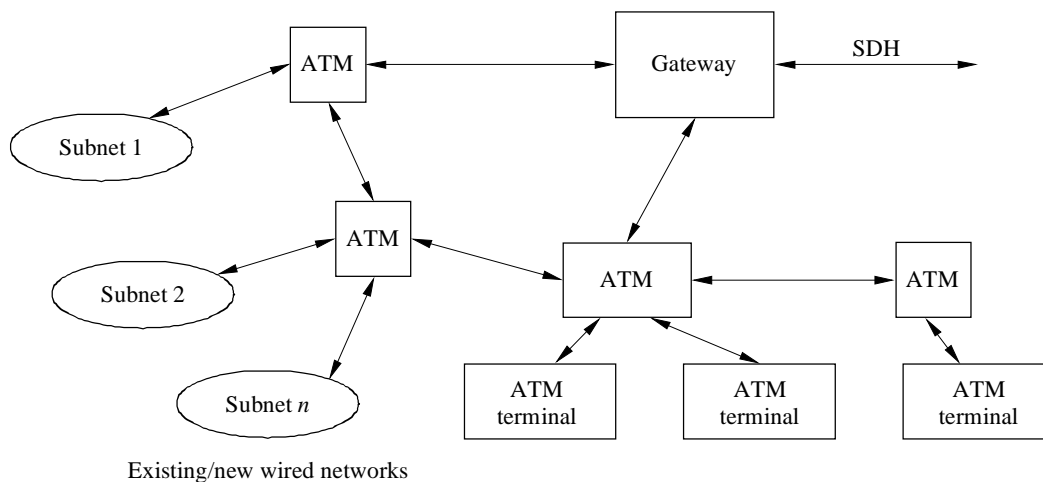 SDH
ATM
Gateway
Subnet 1
ATM
ATM
ATM
Subnet 2
ATM
terminal
ATM
terminal
ATM
terminal
Subnet n
Existing/new wired networks